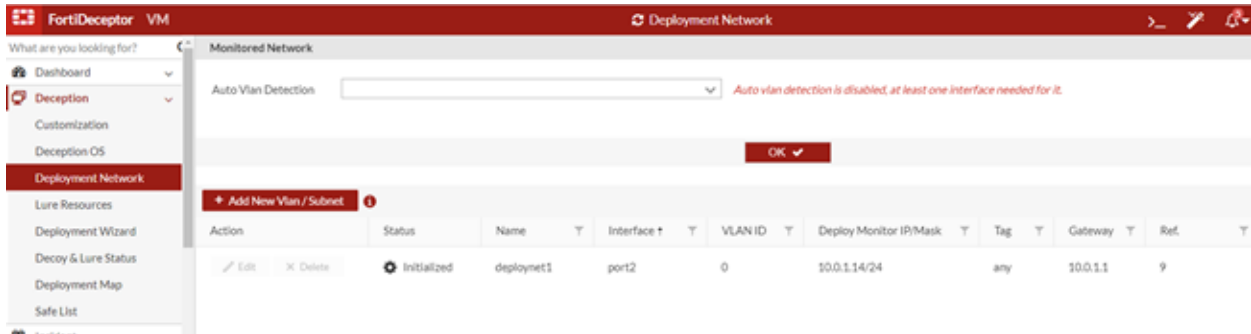 FortiDeceptor VM
Deployment Network
>_
What are you looking for?
Monitored Network
Dashboard
Auto Vlan Detection
Auto vlan detection is disabled, at least one interface needed for it.
Deception
Customization
Deception OS
OK
Deployment Network
Lure Resources
+ Add New Vlan / Subnet
Deployment Wizard
Action Status Name Interface VLAN ID Deploy Monitor IP/Mask Tag Gateway Ref.
Decoy & Lure Status
Edit Delete Initialized deploynet1 port2 0 10.0.1.14/24 any 10.0.1.1 9
Deployment Map
Safe List